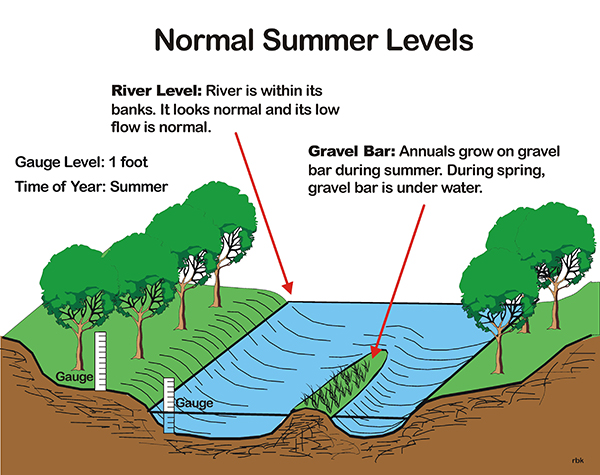 Normal Summer Levels
River Level: River is within its
banks. It looks normal and its low
flow is normal.
Gravel Bar: Annuals grow on gravel
bar during summer. During spring,
gravel bar is under water.
Gauge Level: 1 foot
Time of Year: Summer
Gauge
Gauge
rbk